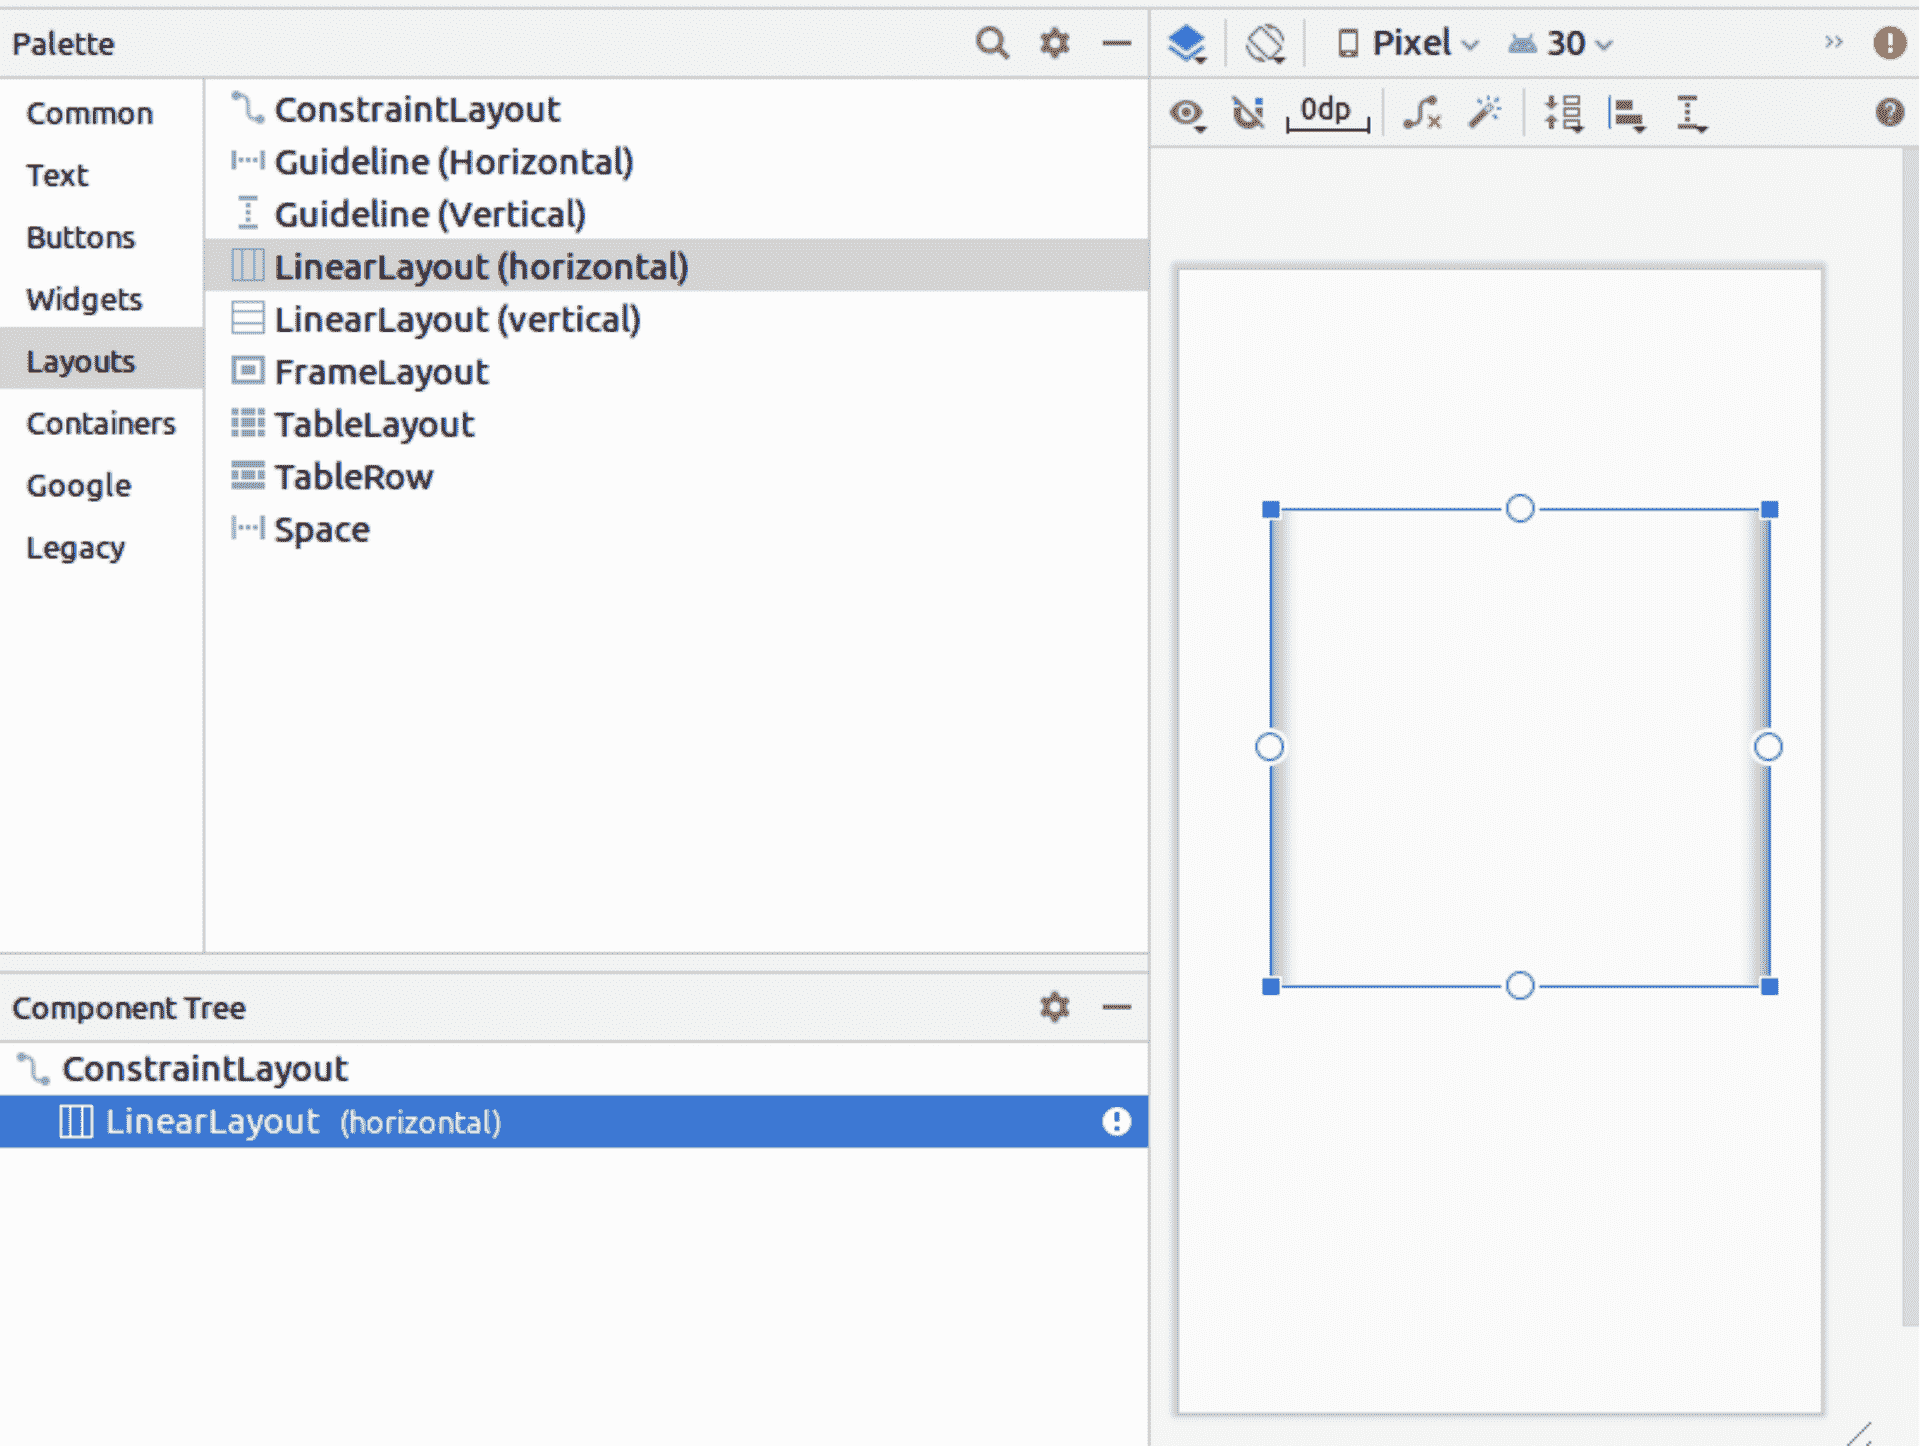 Palette
Pixel 30
0dp
Common
Text
Buttons
Widgets
Layouts
Containers
Google
Legacy
ConstraintLayout
Guideline (Horizontal)
Guideline (Vertical)
LinearLayout (horizontal)
LinearLayout (vertical)
FrameLayout
TableLayout
TableRow
Space
Component Tree
ConstraintLayout
LinearLayout (horizontal)